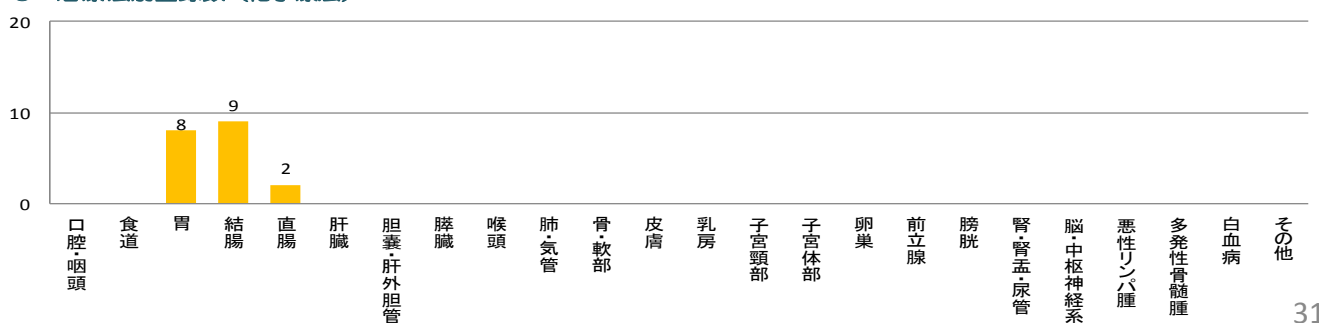 20
10
0
8
9
2
口腔・咽頭
食道
胃
結腸
直腸
肝臓
胆嚢・肝外胆管
膵臓
喉頭
肺・気管
骨・軟部
皮膚
乳房
子宮頸部
子宮体部
卵巣
前立腺
膀胱
腎・腎盂・尿管
脳・中枢神経系
悪性リンパ腫
多発性骨髄腫
白血病
その他
31